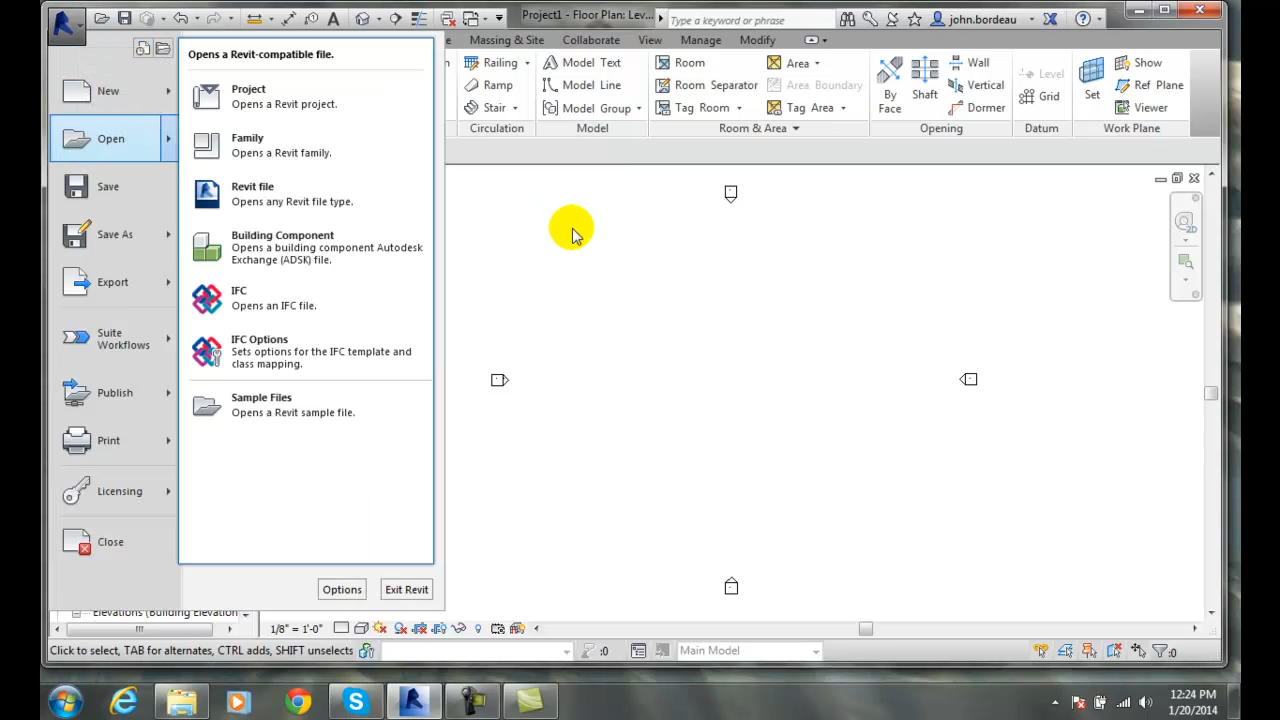 Project1 - Floor Plan: Lev...
Type a keyword or phrase
john.bordeau
Massing & Site
Collaborate
View
Manage
Modify
Opens a Revit-compatible file.
New
Open
Save
Save As
Export
Suite
Workflows
Publish
Print
Licensing
Close
Project
Opens a Revit project.
Family
Opens a Revit family.
Revit file
Opens any Revit file type.
Building Component
Opens a building component Autodesk
Exchange (ADSK) file.
IFC
Opens an IFC file.
IFC Options
Sets options for the IFC template and
class mapping.
Sample Files
Opens a Revit sample file.
Options
Exit Revit
Railing
Ramp
Stair
Circulation
Model Text
Model Line
Model Group
Model
Room
Room Separator
Tag Room
Area
Area Boundary
Tag Area
Room & Area
By
Face
Shaft
Wall
Vertical
Dormer
Opening
Level
Grid
Datum
Set
Show
Ref Plane
Viewer
Work Plane
2D
Elevations (Building Elevation
1/8" = 1'-0"
Click to select, TAB for alternates, CTRL adds, SHIFT unselects
:0
Main Model
:0
12:24 PM
1/20/2014